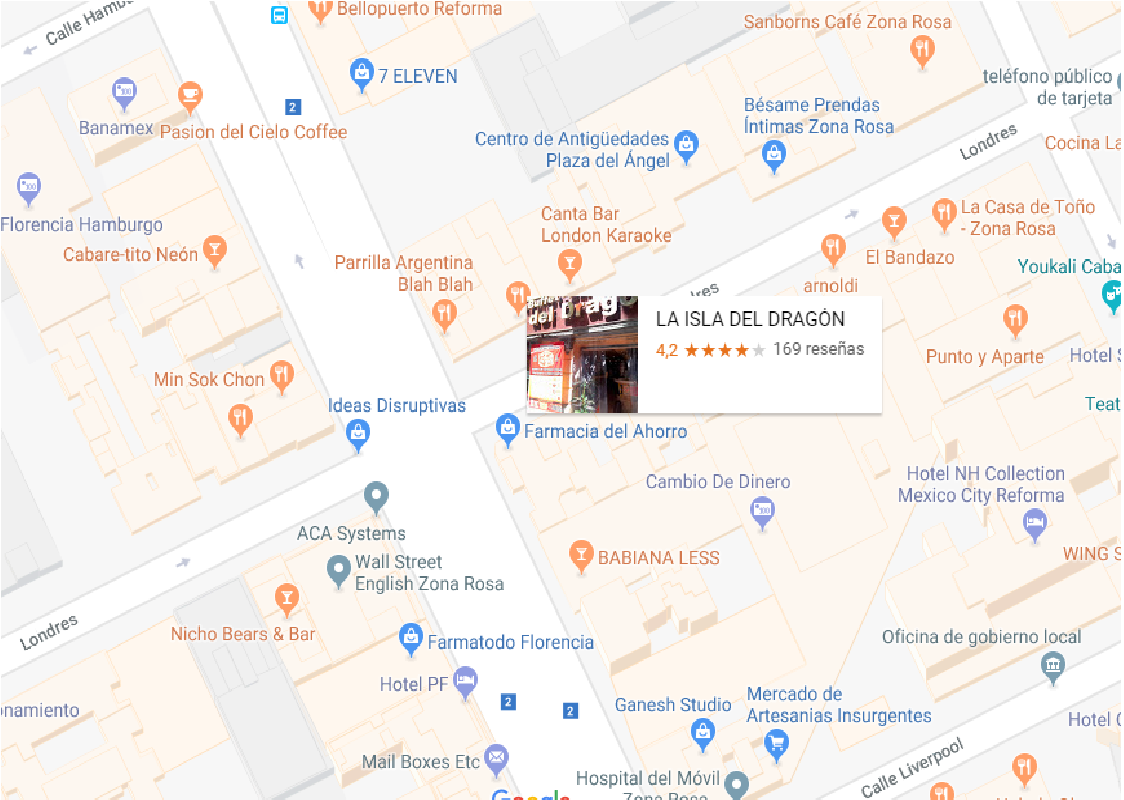 Calle Hamb
Bellopuerto Reforma
Sanborns Café Zona Rosa
7 ELEVEN
teléfono público
de tarjeta
Banamex
2
Pasion del Cielo Coffee
Bésame Prendas
Íntimas Zona Rosa
Centro de Antigüedades
Plaza del Ángel
Londres
Cocina La
Florencia Hamburgo
Canta Bar
London Karaoke
La Casa de Toño
- Zona Rosa
Cabare-tito Neón
El Bandazo
Parrilla Argentina
Blah Blah
Youkali Caba
arnoldi
dres
del Drago
LA ISLA DEL DRAGÓN
4,2 169 reseñas
Punto y Aparte
Hotel S
Min Sok Chon
Ideas Disruptivas
Teat
Farmacia del Ahorro
Cambio De Dinero
Hotel NH Collection
Mexico City Reforma
ACA Systems
BABIANA LESS
WING S
Wall Street
English Zona Rosa
Londres
Nicho Bears & Bar
Farmatodo Florencia
Oficina de gobierno local
Hotel PF
onamiento
2
2
Ganesh Studio
Mercado de
Artesanias Insurgentes
Hotel C
Mail Boxes Etc
Calle Liverpool
Hospital del Móvil
Zona Rosa
Google